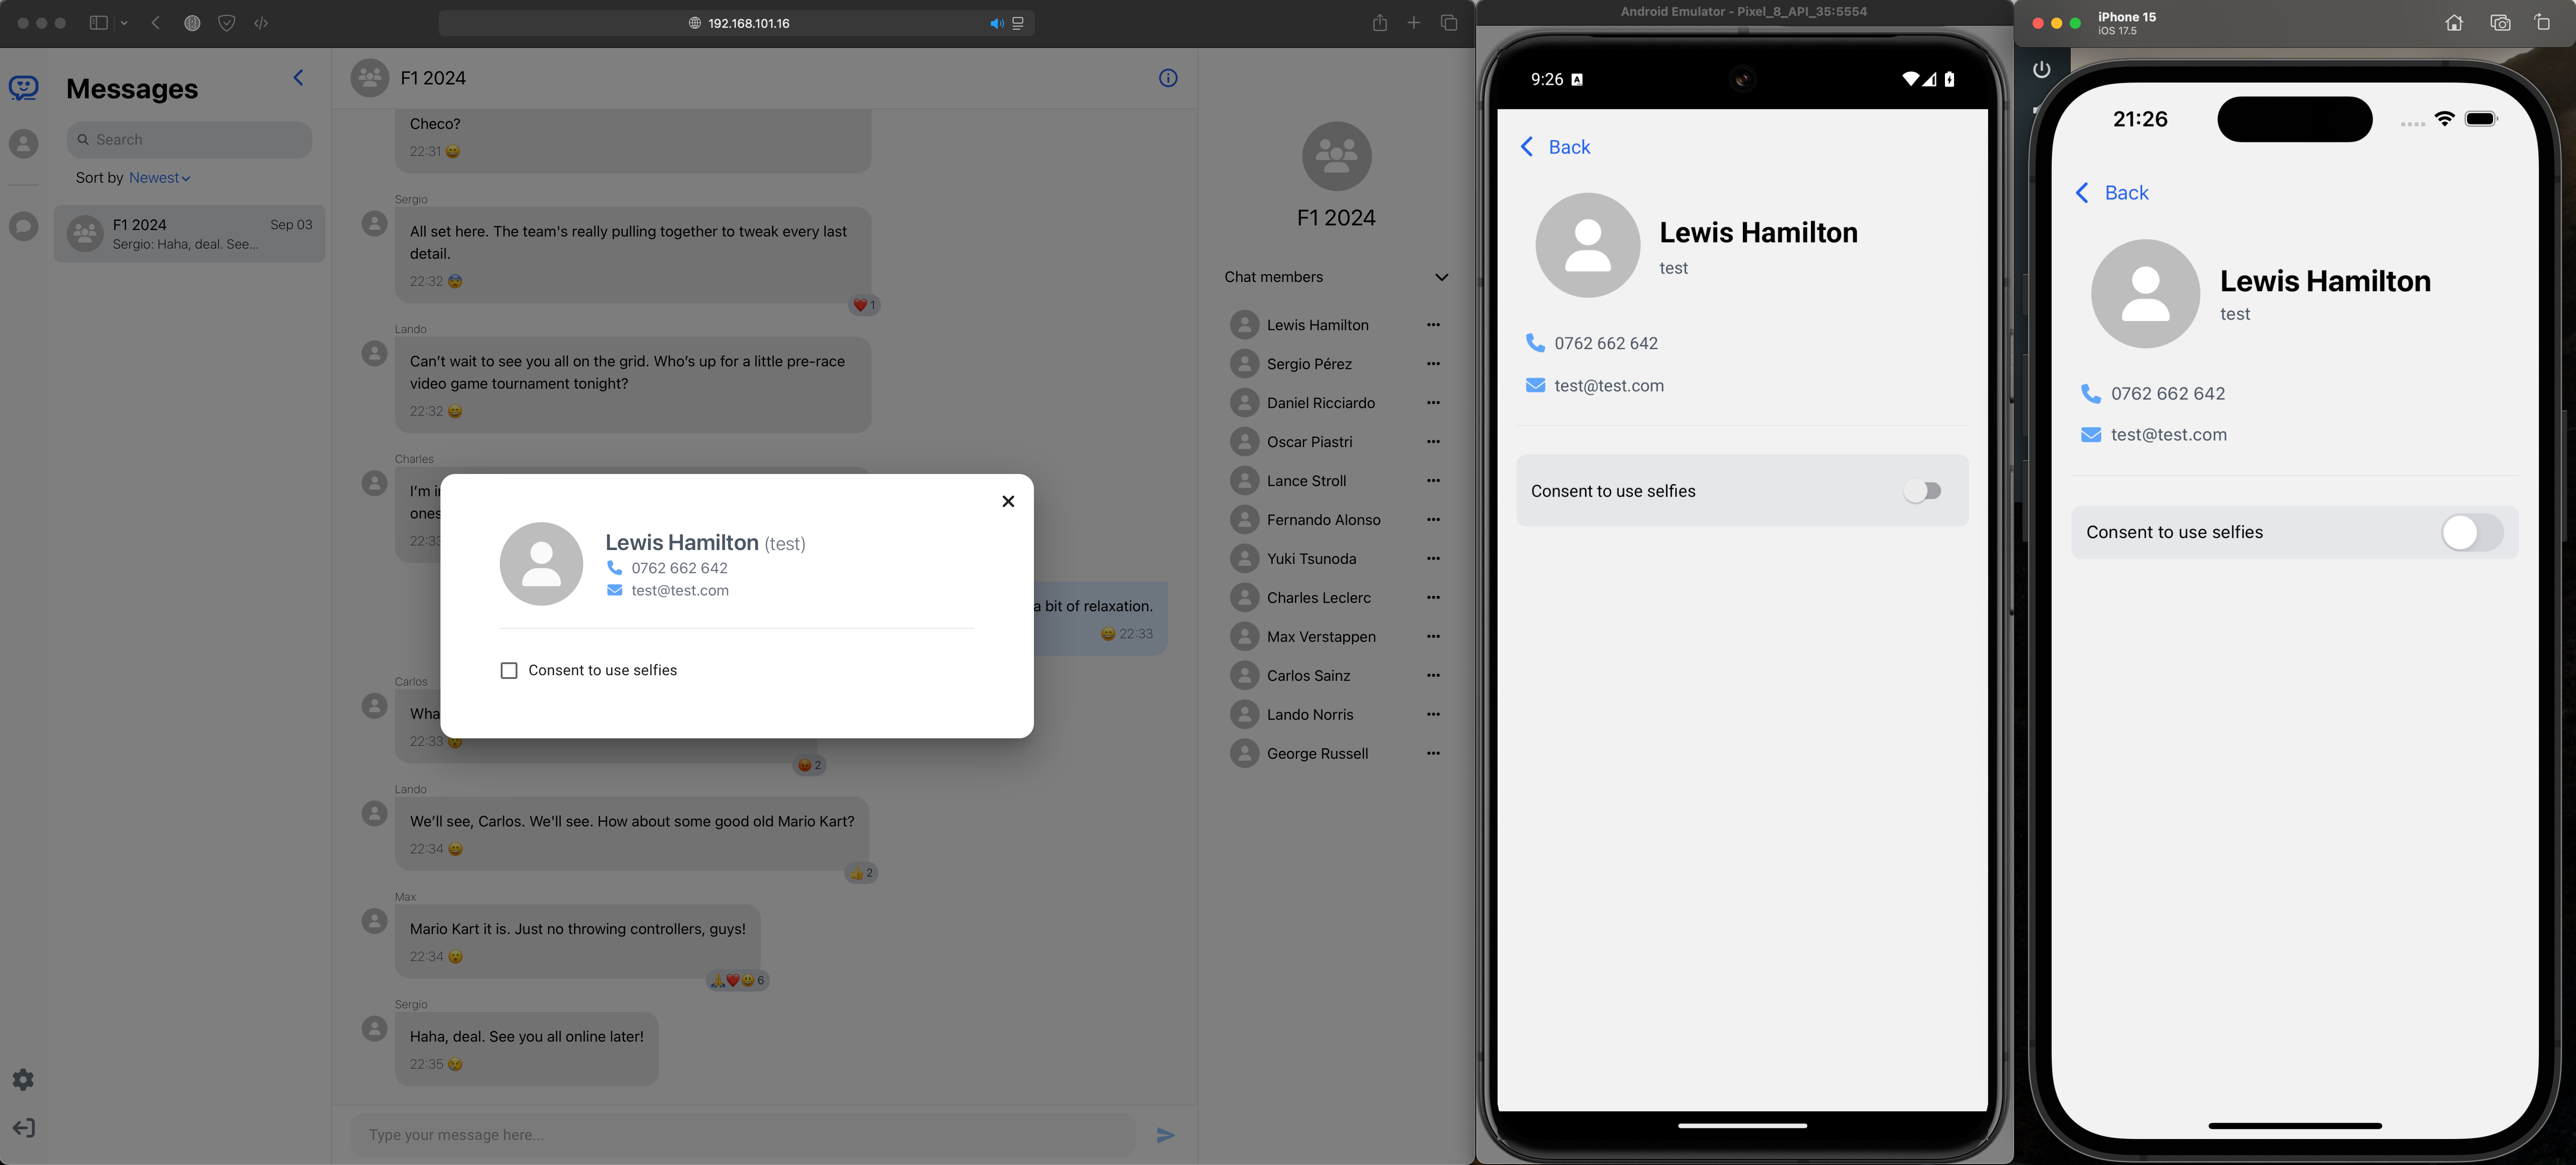 192.168.101.16
Messages
Search
Sort by Newest
F1 2024
Sep 03
Sergio: Haha, deal. See...
F1 2024
Checo?
22:31 😄
Sergio
All set here. The team's really pulling together to tweak every last
detail.
22:32 😨
❤️ 1
Lando
Can't wait to see you all on the grid. Who's up for a little pre-race
video game tournament tonight?
22:32 😄
Charles
I'm i
ones
22:33
a bit of relaxation.
😄 22:33
Carlos
Wha
22:33 😮
😡 2
Lando
We'll see, Carlos. We'll see. How about some good old Mario Kart?
22:34 😄
👍 2
Max
Mario Kart it is. Just no throwing controllers, guys!
22:34 😮
🙏❤️😃 6
Sergio
Haha, deal. See you all online later!
22:35 😢
Type your message here...
Lewis Hamilton (test)
0762 662 642
test@test.com
Consent to use selfies
F1 2024
Chat members
Lewis Hamilton
Sergio Pérez
Daniel Ricciardo
Oscar Piastri
Lance Stroll
Fernando Alonso
Yuki Tsunoda
Charles Leclerc
Max Verstappen
Carlos Sainz
Lando Norris
George Russell
Android Emulator - Pixel_8_API_35:5554
9:26
Back
Lewis Hamilton
test
0762 662 642
test@test.com
Consent to use selfies
iPhone 15
iOS 17.5
21:26
Back
Lewis Hamilton
test
0762 662 642
test@test.com
Consent to use selfies